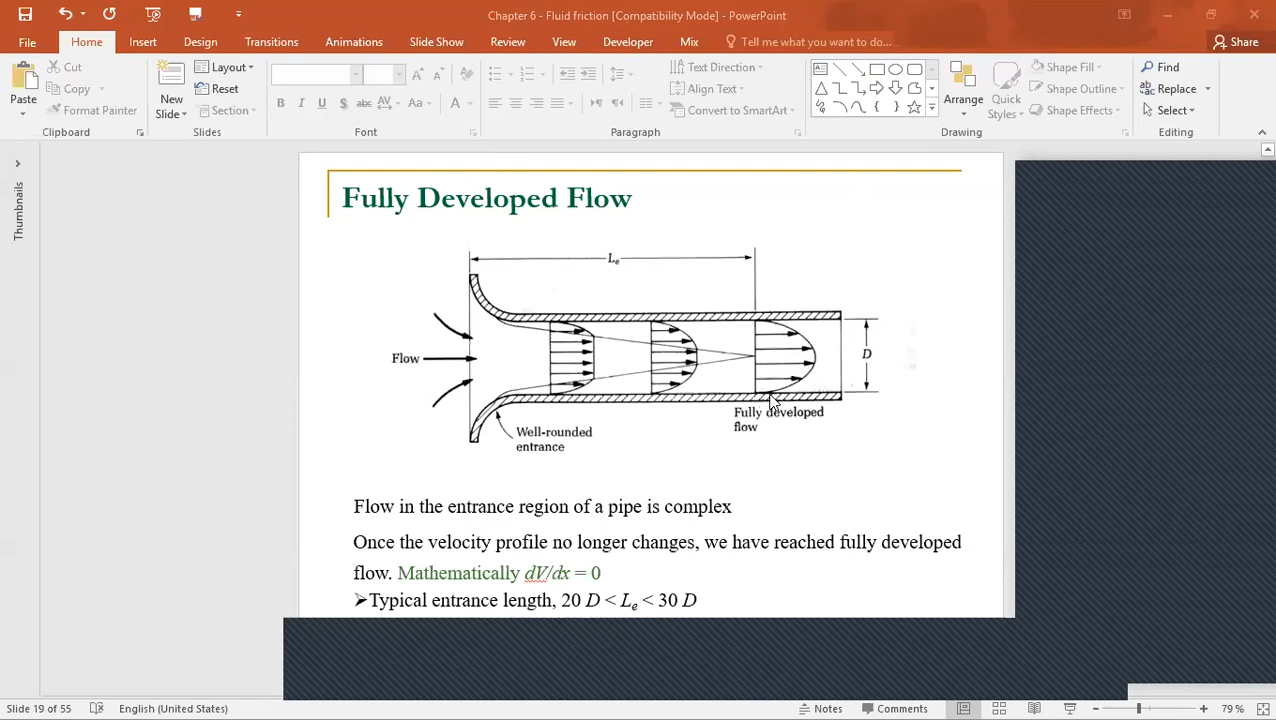 Chapter 6 - Fluid friction [Compatibility Mode] - PowerPoint
File Home Insert Design Transitions Animations Slide Show Review View Developer Mix Tell me what you want to do... Share
Paste
Cut
Copy
Format Painter
Clipboard
New
Slide
Layout
Reset
Section
Slides
B I U S abc AV Aa A
Font
Text Direction
Align Text
Convert to SmartArt
Paragraph
Arrange
Quick
Styles
Shape Fill
Shape Outline
Shape Effects
Drawing
Find
Replace
Select
Editing
Thumbnails
Fully Developed Flow
Le
Flow
D
Fully developed
flow
Well-rounded
entrance
Flow in the entrance region of a pipe is complex
Once the velocity profile no longer changes, we have reached fully developed
flow. Mathematically dV/dx = 0
➢Typical entrance length, 20 D < Le < 30 D
Slide 19 of 55 English (United States) Notes Comments 79 %